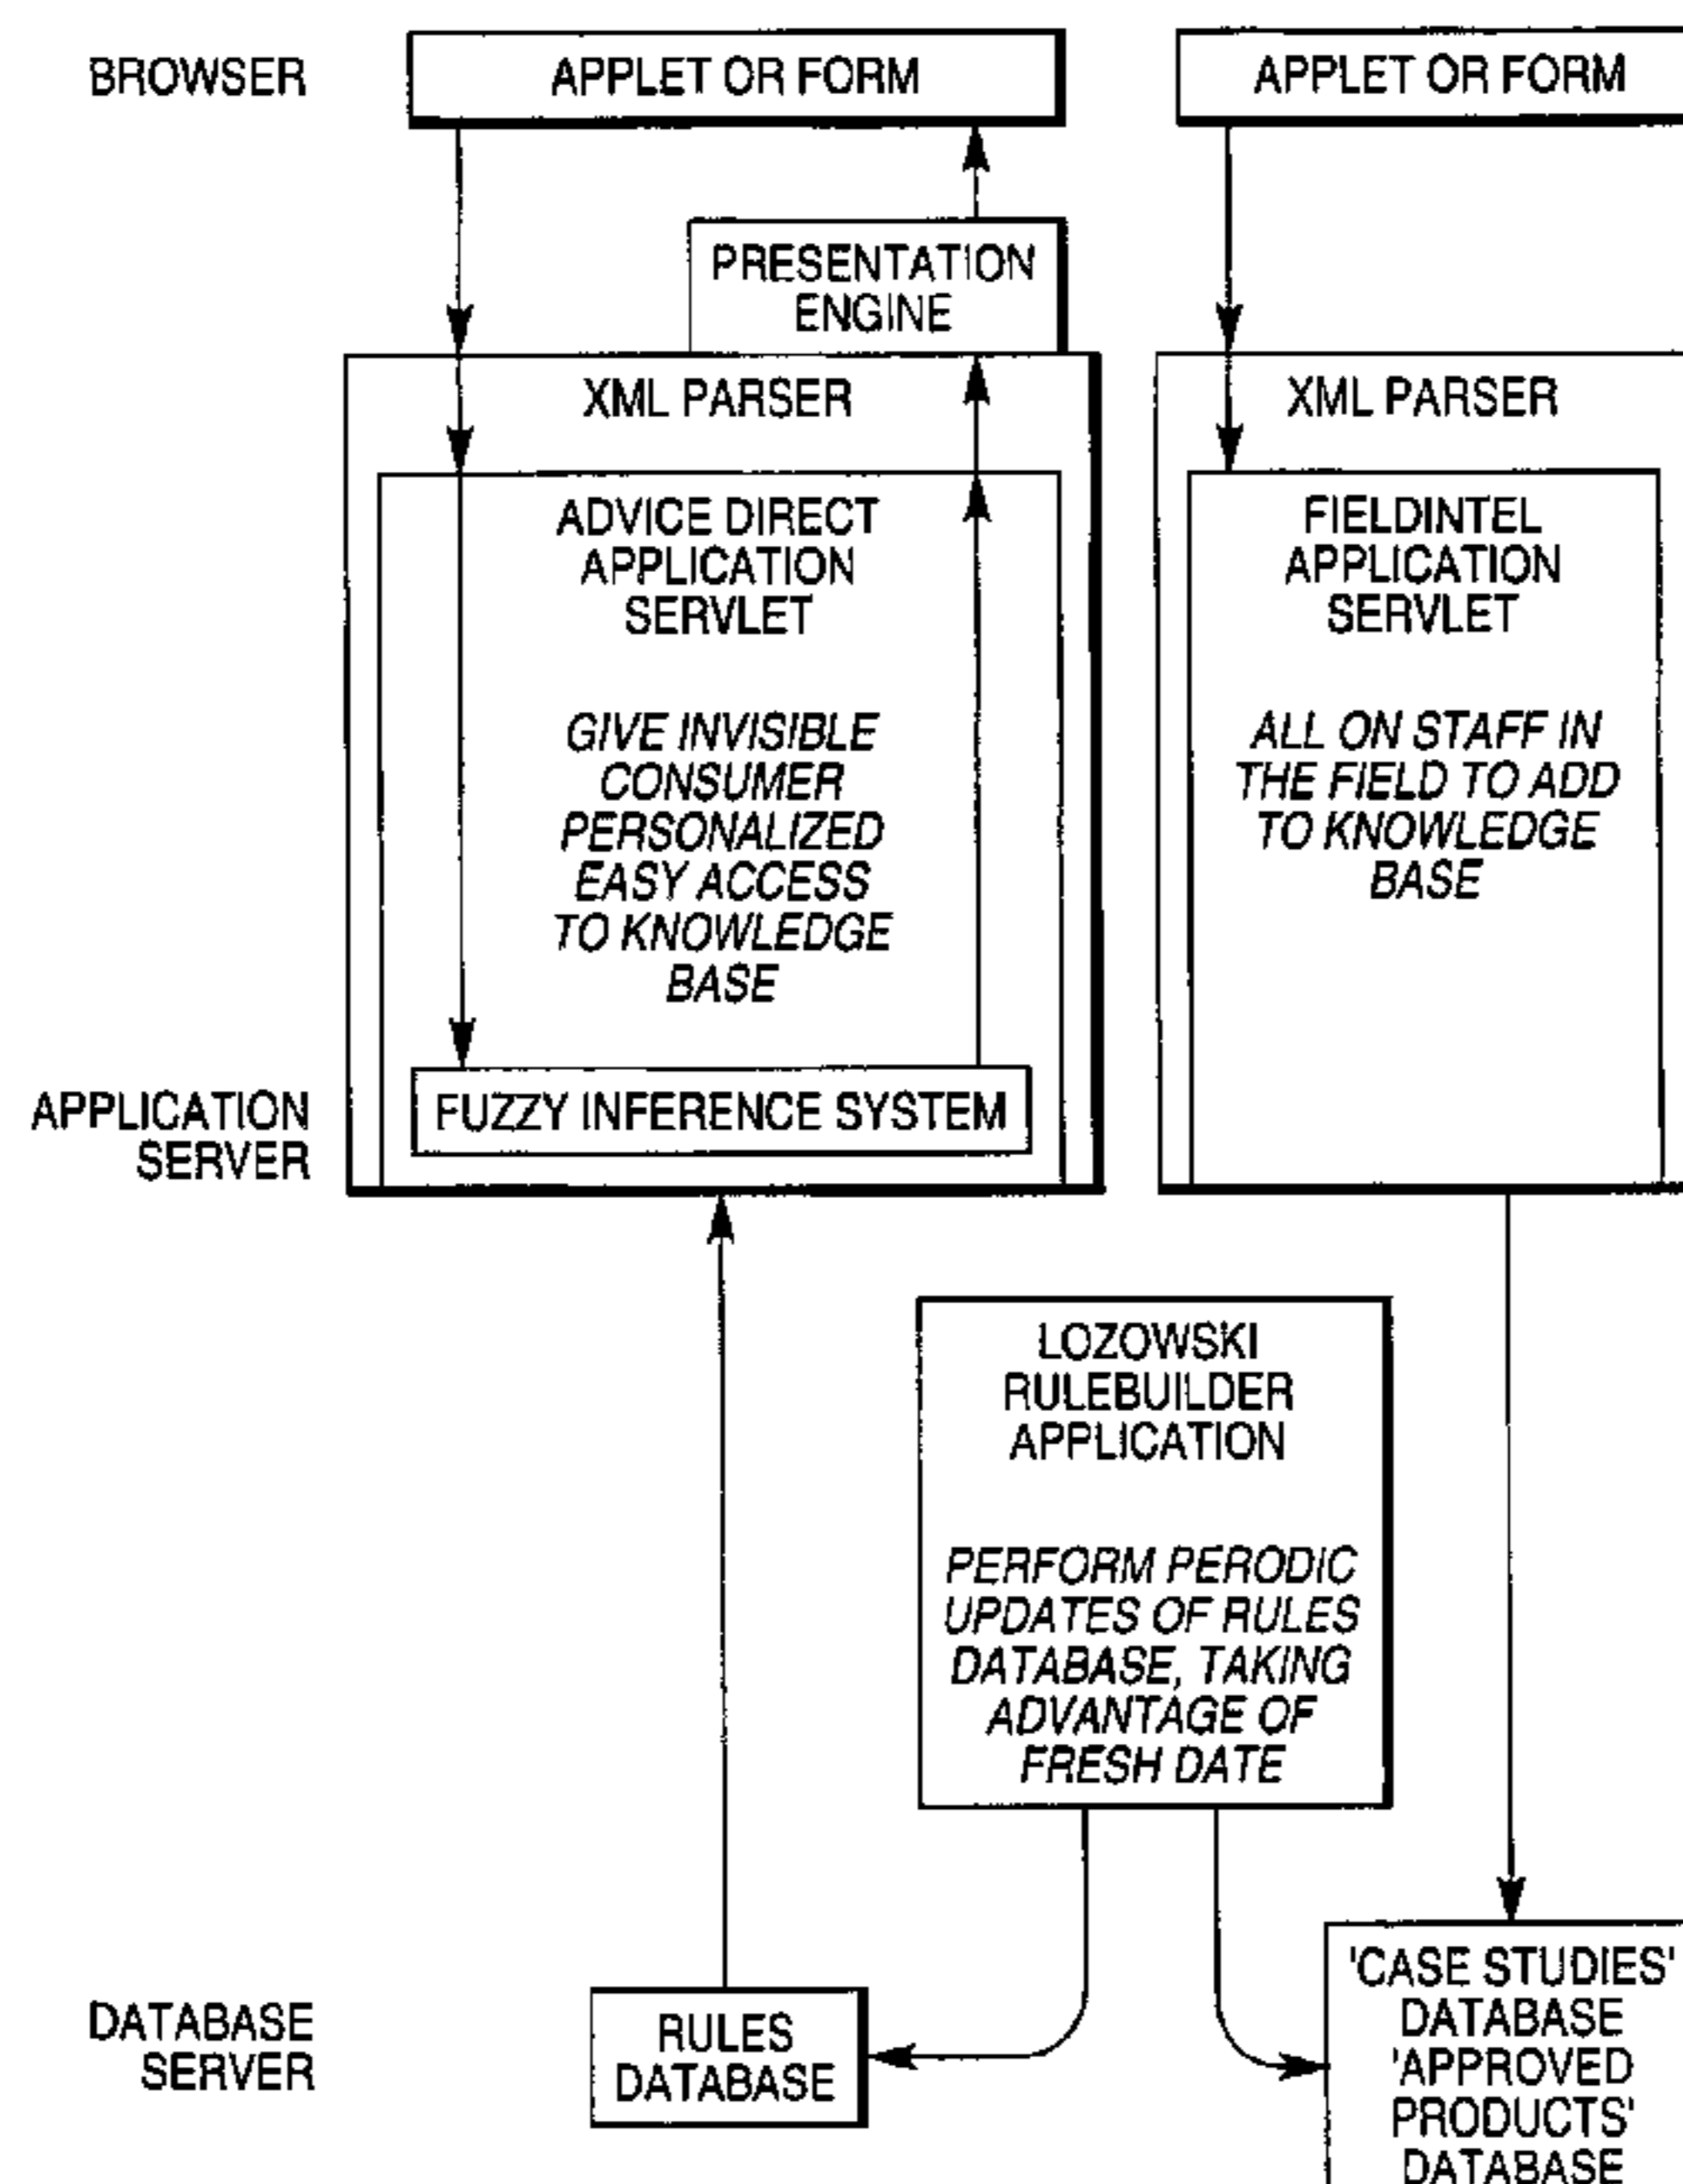 BROWSER
APPLET OR FORM
APPLET OR FORM
PRESENTATION
ENGINE
XML PARSER
XML PARSER
ADVICE DIRECT
APPLICATION
SERVLET
GIVE INVISIBLE
CONSUMER
PERSONALIZED
EASY ACCESS
TO KNOWLEDGE
BASE
FUZZY INFERENCE SYSTEM
FIELDINTEL
APPLICATION
SERVLET
ALL ON STAFF IN
THE FIELD TO ADD
TO KNOWLEDGE
BASE
APPLICATION
SERVER
LOZOWSKI
RULEBUILDER
APPLICATION
PERFORM PERODIC
UPDATES OF RULES
DATABASE, TAKING
ADVANTAGE OF
FRESH DATE
DATABASE
SERVER
RULES
DATABASE
'CASE STUDIES'
DATABASE
'APPROVED
PRODUCTS'
DATABASE